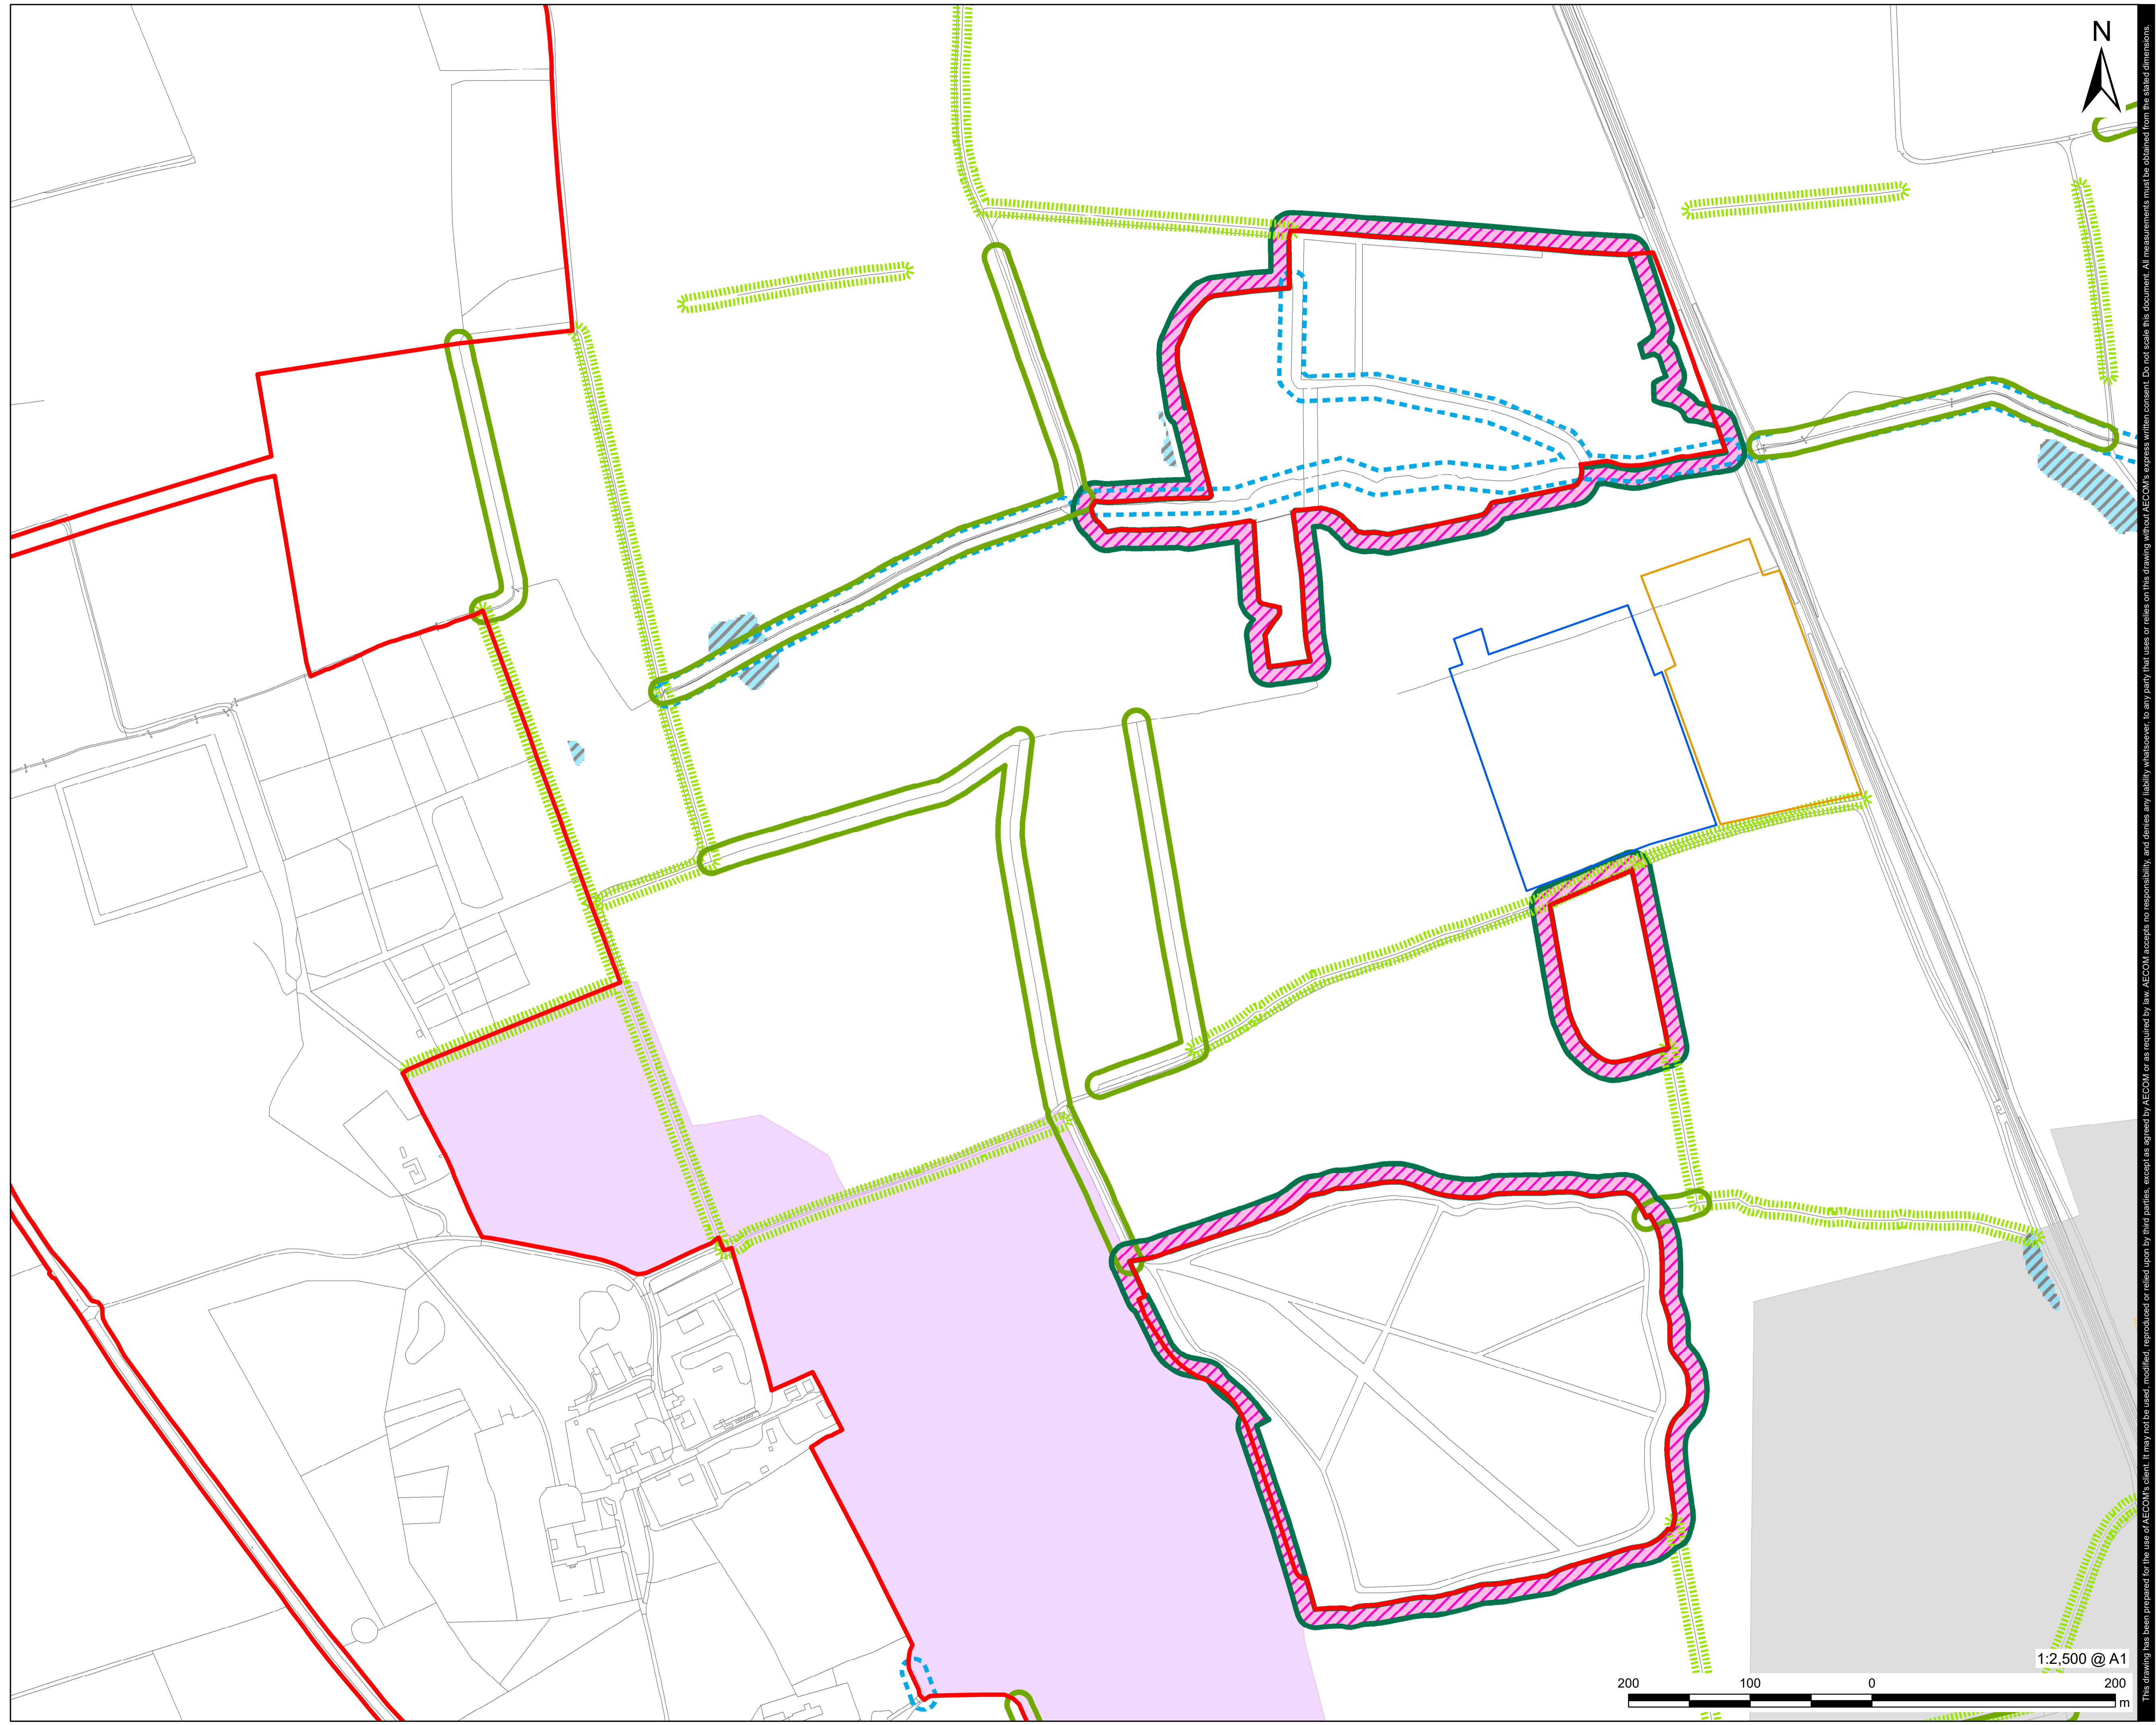 N
This drawing has been prepared for the use of AECOM's client. It may not be used, modified, reproduced or relied upon by third parties, except as agreed by AECOM or as required by law. AECOM accepts no responsibility, and denies any liability whatsoever, to any party that uses or relies on this drawing without AECOM's express written consent. Do not scale this document. All measurements must be obtained from the stated dimensions.
1:2,500 @ A1
200 100 0 200
m